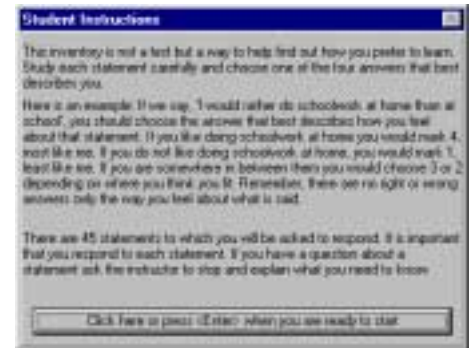 Student Instructions
This inventory is not a test but a way to help find out how you prefer to learn.
Study each statement carefully and choose one of the four answers that best
describes you.
Here is an example. If we say, "I would rather do schoolwork at home than at
school", you should choose the answer that best describes how you feel
about that statement. If you like doing schoolwork at home you would mark 4,
most like me. If you do not like doing schoolwork at home, you would mark 1,
least like me. If you are somewhere in between then you would choose 3 or 2
depending on where you think you fit. Remember, there are no right or wrong
answers only the way you feel about what is said.
There are 45 statements to which you will be asked to respond. It is important
that you respond to each statement. If you have a question about a
statement ask the instructor to stop and explain what you need to know.
Click here or press <Enter> when you are ready to start